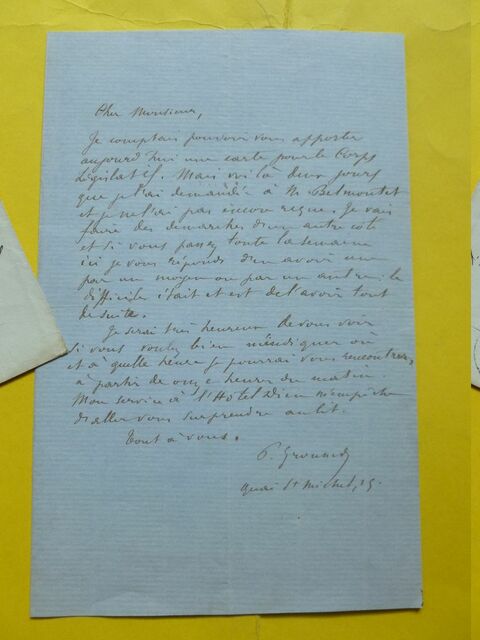 Cher Monsieur,
Je comptais pouvoir vous apporter
aujourd'hui une carte pour le Corps
Législatif. Mais voilà deux jours
que je l'ai demandée à M. Belmontet
et je ne l'ai pas encore reçue. Je vais
faire des démarches d'un autre côté
et si vous passez toute la semaine
ici je vous réponds d'en avoir une
par un moyen ou par un autre. Le
difficile était et est de l'avoir tout
de suite.
Je serai très heureux de vous voir
si vous voulez bien m'indiquer où
et à quelle heure je pourrai vous rencontrer,
à partir de onze heures du matin.
Mon service à l'Hôtel Dieu m'empêche
d'aller vous surprendre au lit.
Tout à vous.
P. Grousset
Quai St Michel, 15.